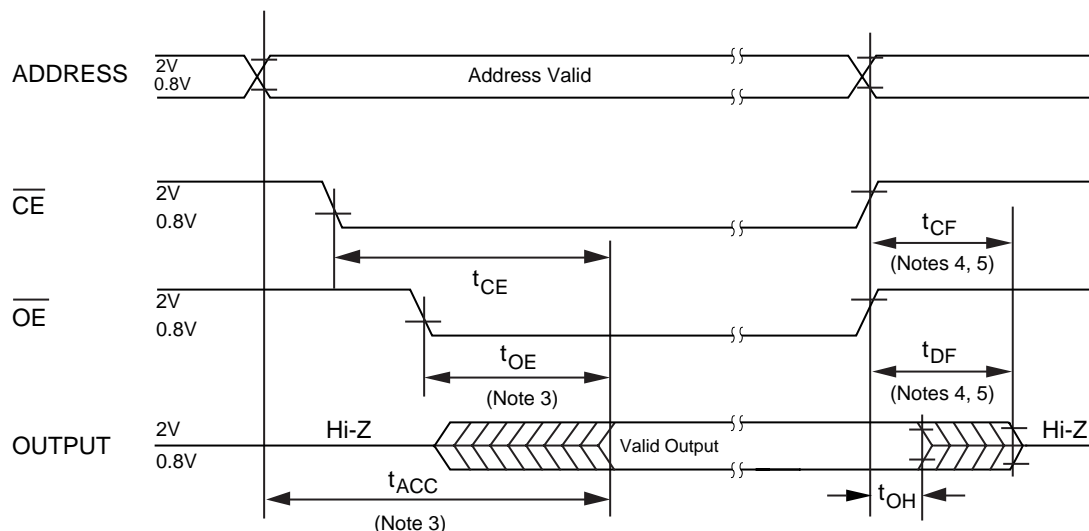 ADDRESS
2V
0.8V
Address Valid
CE
2V
0.8V
tCF
(Notes 4, 5)
tCE
OE
2V
0.8V
tOE
(Note 3)
tDF
(Notes 4, 5)
OUTPUT
2V
0.8V
Hi-Z
Valid Output
Hi-Z
tACC
(Note 3)
tOH